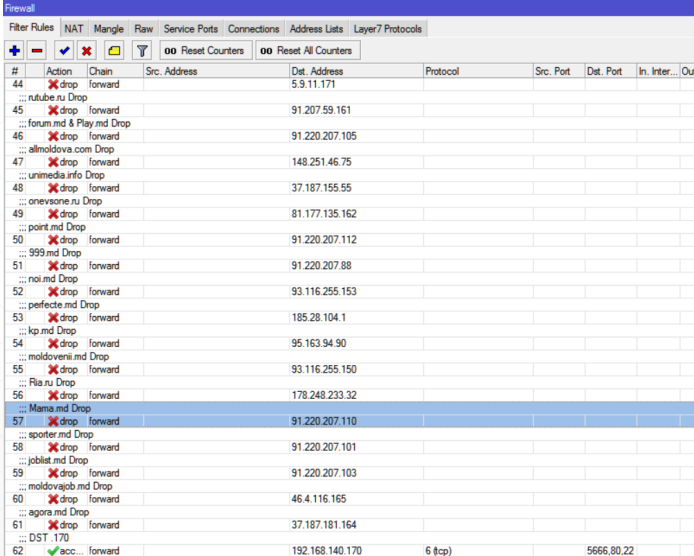 Firewall
Filter Rules NAT Mangle Raw Service Ports Connections Address Lists Layer7 Protocols
00 Reset Counters 00 Reset All Counters
# Action Chain Src. Address Dst. Address Protocol Src. Port Dst. Port In. Inter... Ou
44 drop forward 5.9.11.171
;;; rutube.ru Drop
45 drop forward 91.207.59.161
;;; forum.md & Play.md Drop
46 drop forward 91.220.207.105
;;; allmoldova.com Drop
47 drop forward 148.251.46.75
;;; unimedia.info Drop
48 drop forward 37.187.155.55
;;; onevsone.ru Drop
49 drop forward 81.177.135.162
;;; point.md Drop
50 drop forward 91.220.207.112
;;; 999.md Drop
51 drop forward 91.220.207.88
;;; noi.md Drop
52 drop forward 93.116.255.153
;;; perfecte.md Drop
53 drop forward 185.28.104.1
;;; kp.md Drop
54 drop forward 95.163.94.90
;;; moldovenii.md Drop
55 drop forward 93.116.255.150
;;; Ria.ru Drop
56 drop forward 178.248.233.32
;;; Mama.md Drop
57 drop forward 91.220.207.110
;;; sporter.md Drop
58 drop forward 91.220.207.101
;;; joblist.md Drop
59 drop forward 91.220.207.103
;;; moldovajob.md Drop
60 drop forward 46.4.116.165
;;; agora.md Drop
61 drop forward 37.187.181.164
;;; DST .170
62 acc... forward 192.168.140.170 6 (tcp) 5666,80,22